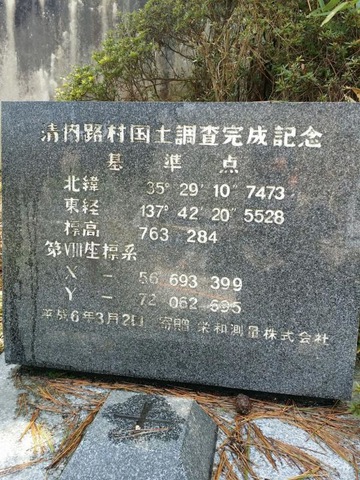 清内路村国土調査完成記念
基準点
北緯 35° 29′ 10″ 7473
東経 137° 42′ 20″ 5528
標高 763 284
第VIII座標系
X - 56 693 399
Y - 72 062 695
平成6年3月2日 寄贈 栄和測量株式会社